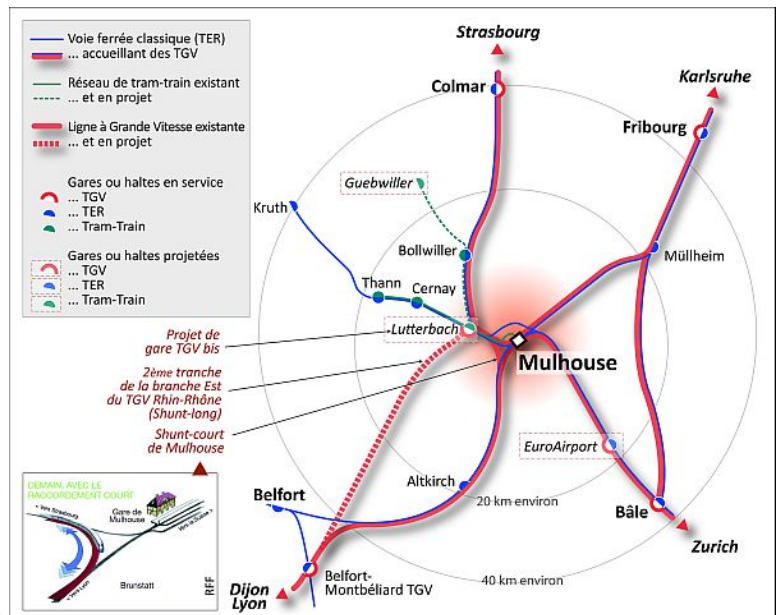 Voie ferrée classique (TER)
... accueillant des TGV
Réseau de tram-train existant
... et en projet
Ligne à Grande Vitesse existante
... et en projet
Gares ou haltes en service
... TGV
... TER
... Tram-Train
Gares ou haltes projetées
... TGV
... TER
... Tram-Train
Strasbourg
Colmar
Karlsruhe
Fribourg
Guebwiller
Kruth
Bollwiller
Müllheim
Thann
Cernay
Lutterbach
Mulhouse
Projet de
gare TGV bis
2ème tranche
de la branche Est
du TGV Rhin-Rhône
(Shunt-long)
Shunt-court
de Mulhouse
EuroAirport
Altkirch
20 km environ
Belfort
Bâle
Zurich
Belfort-
Montbéliard TGV
40 km environ
Dijon
Lyon
DEMAIN, AVEC LE
RACCORDEMENT COURT
< Vers Strasbourg
Gare de
Mulhouse
Brunstatt
< Vers Lyon
RFF